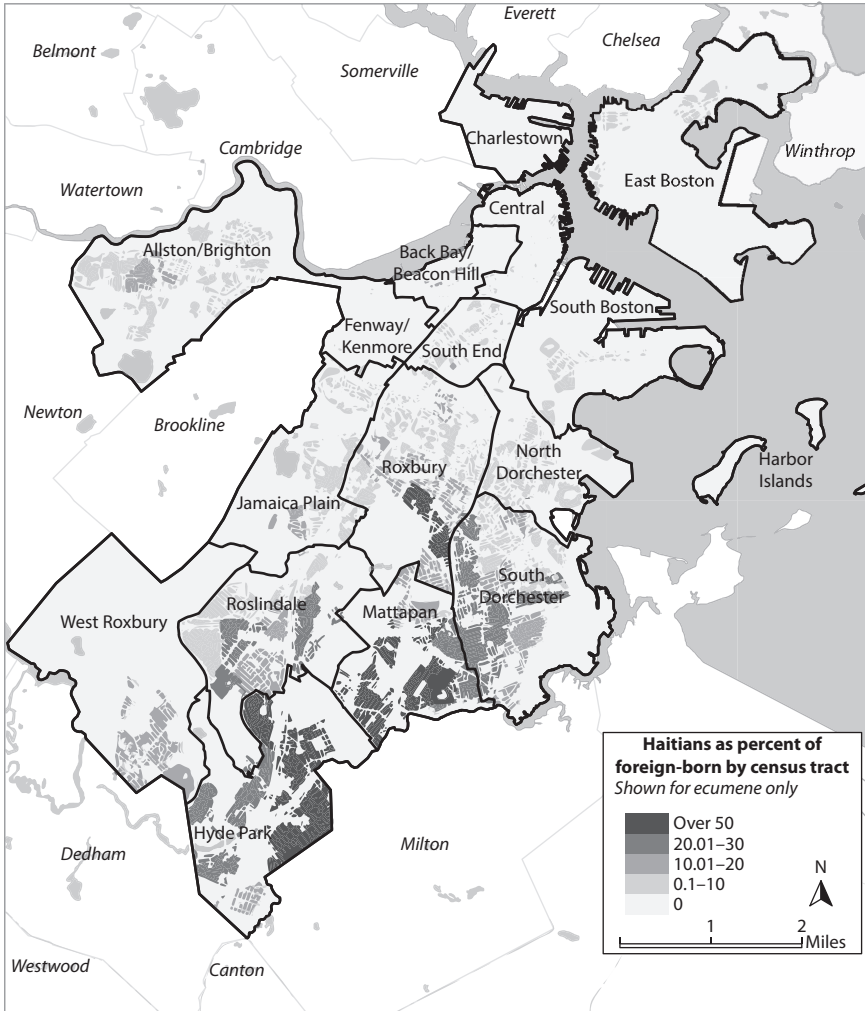 Everett
Chelsea
Belmont
Somerville
Charlestown
Cambridge
Winthrop
East Boston
Watertown
Central
Allston/Brighton
Back Bay/
Beacon Hill
South Boston
Fenway/
Kenmore
South End
Newton
Brookline
North
Dorchester
Roxbury
Harbor
Islands
Jamaica Plain
South
Dorchester
Roslindale
Mattapan
West Roxbury
Haitians as percent of
foreign-born by census tract
Shown for ecumene only
Over 50
20.01–30
10.01–20
0.1–10
0
N
1
2
Miles
Hyde Park
Dedham
Milton
Westwood
Canton